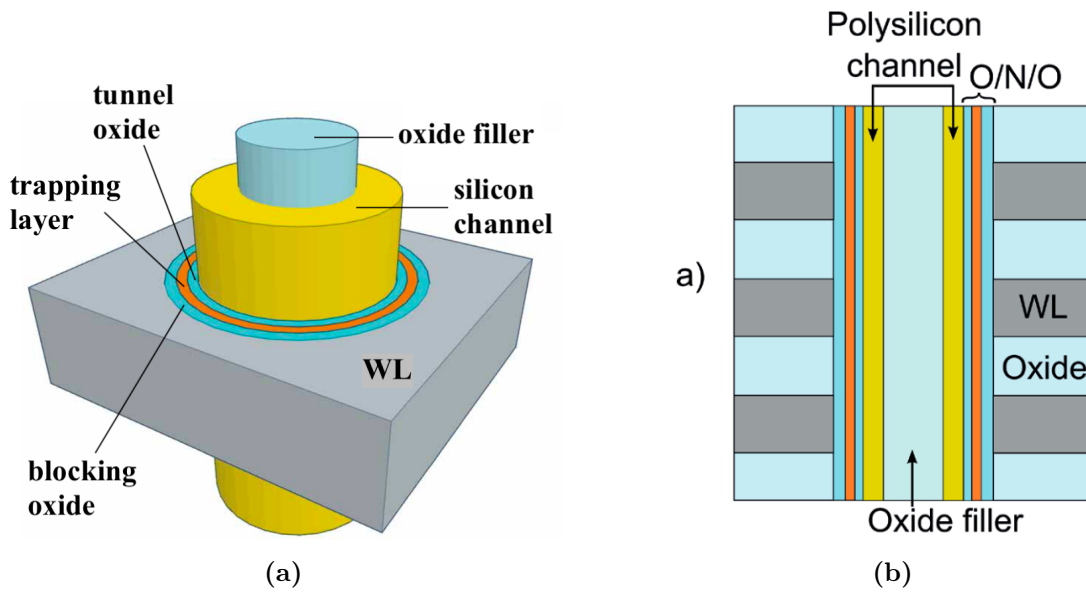 tunnel
oxide
oxide filler
trapping
layer
silicon
channel
WL
blocking
oxide
(a)
Polysilicon
channel
O/N/O
a)
WL
Oxide
Oxide filler
(b)